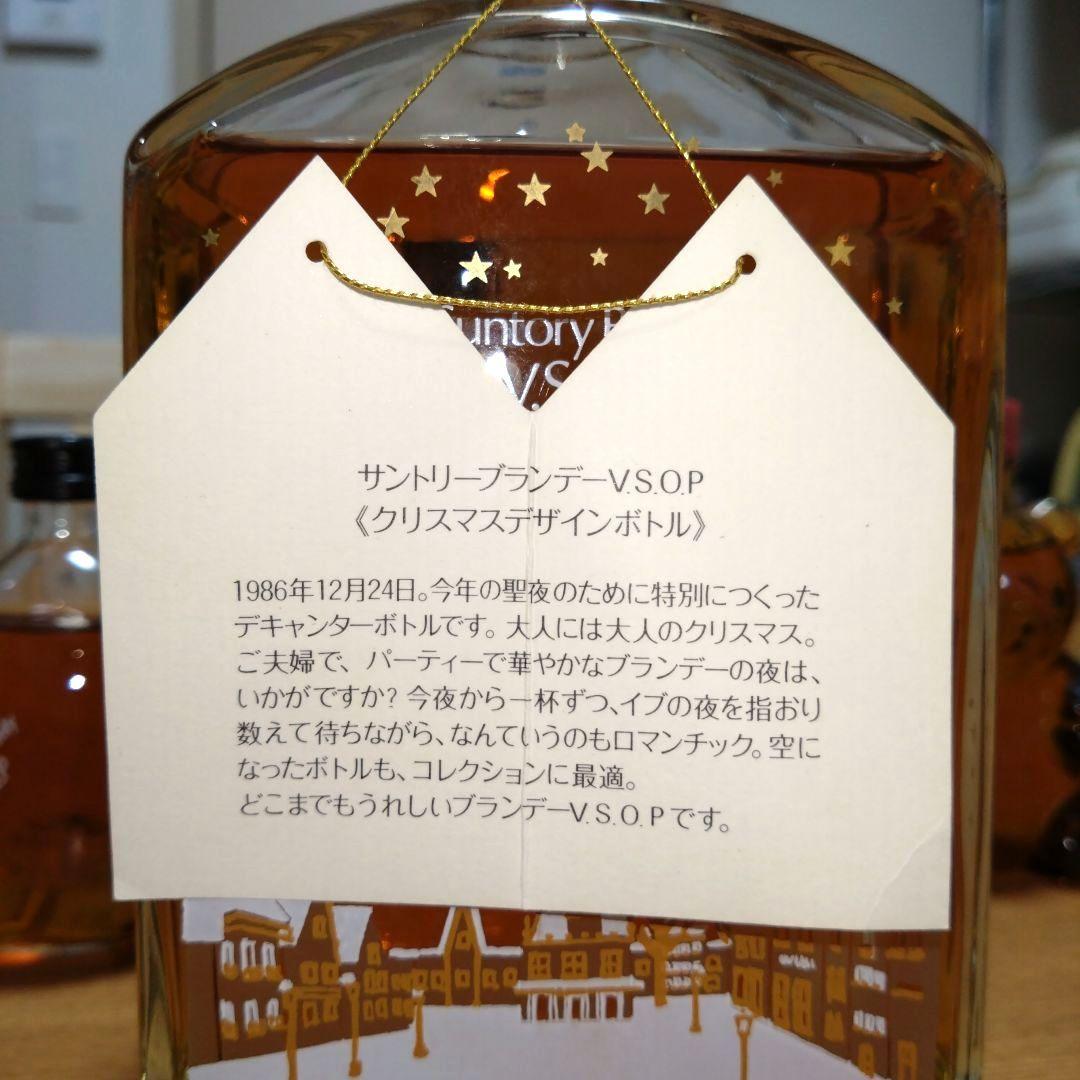 untory
V.S
サントリーブランデーV.S.O.P
《クリスマスデザインボトル》
1986年12月24日。今年の聖夜のために特別につくった
デキャンターボトルです。大人には大人のクリスマス。
ご夫婦で、パーティーで華やかなブランデーの夜は、
いかがですか?今夜から一杯ずつ、イブの夜を指おり
数えて待ちながら、なんていうのもロマンチック。空に
なったボトルも、コレクションに最適。
どこまでもうれしいブランデーV.S.O.Pです。